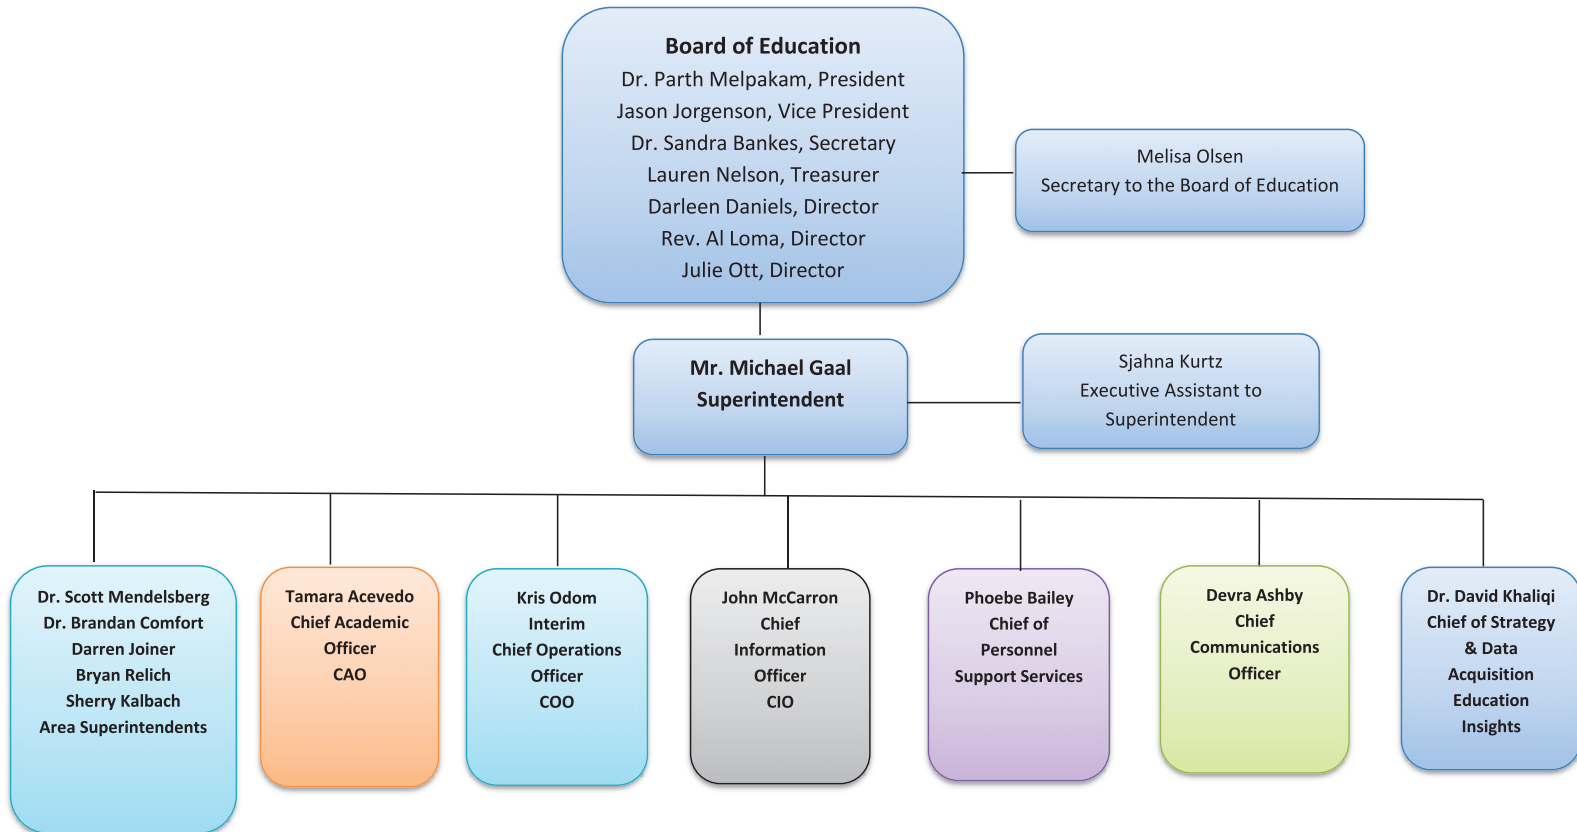 Board of Education
Dr. Parth Melpakam, President
Jason Jorgenson, Vice President
Dr. Sandra Bankes, Secretary
Lauren Nelson, Treasurer
Darleen Daniels, Director
Rev. Al Loma, Director
Julie Ott, Director
Melisa Olsen
Secretary to the Board of Education
Mr. Michael Gaal
Superintendent
Sjahna Kurtz
Executive Assistant to
Superintendent
Dr. Scott Mendelsberg
Dr. Brandan Comfort
Darren Joiner
Bryan Relich
Sherry Kalbach
Area Superintendents
Tamara Acevedo
Chief Academic
Officer
CAO
Kris Odom
Interim
Chief Operations
Officer
COO
John McCarron
Chief
Information
Officer
CIO
Phoebe Bailey
Chief of
Personnel
Support Services
Devra Ashby
Chief
Communications
Officer
Dr. David Khaliqi
Chief of Strategy
& Data
Acquisition
Education
Insights